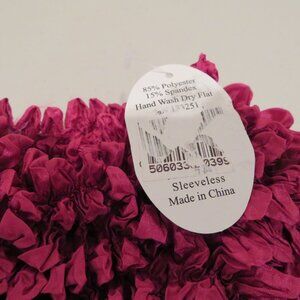 85% Polyester
15% Spandex
Hand Wash Dry Flat
Sleeveless
Made in China